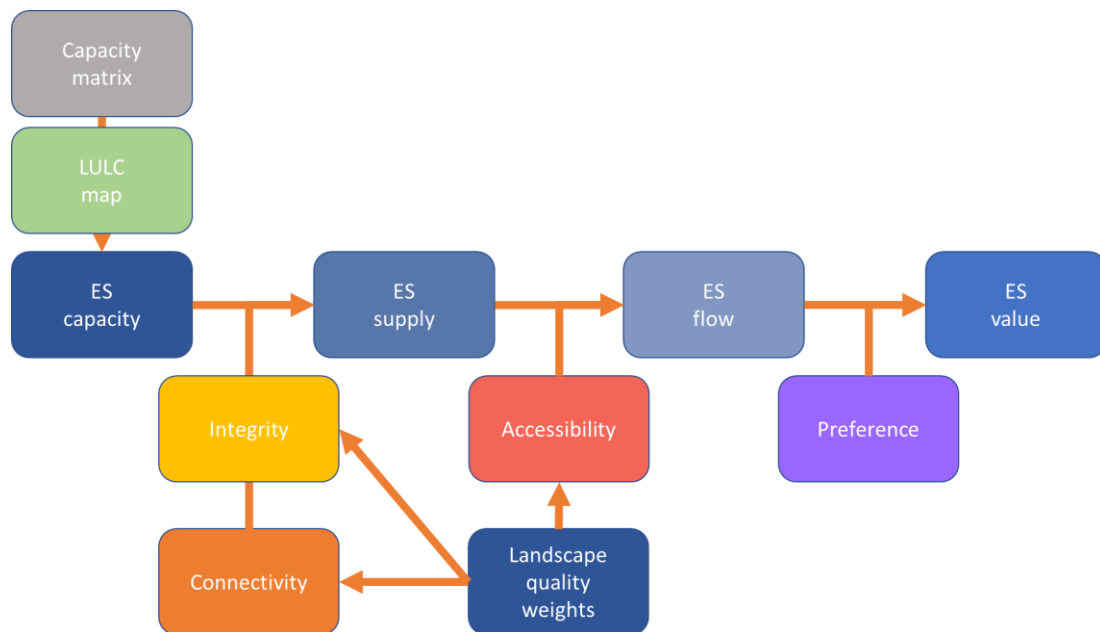 Capacity
matrix
LULC
map
ES
capacity
ES
supply
ES
flow
ES
value
Integrity
Accessibility
Preference
Connectivity
Landscape
quality
weights